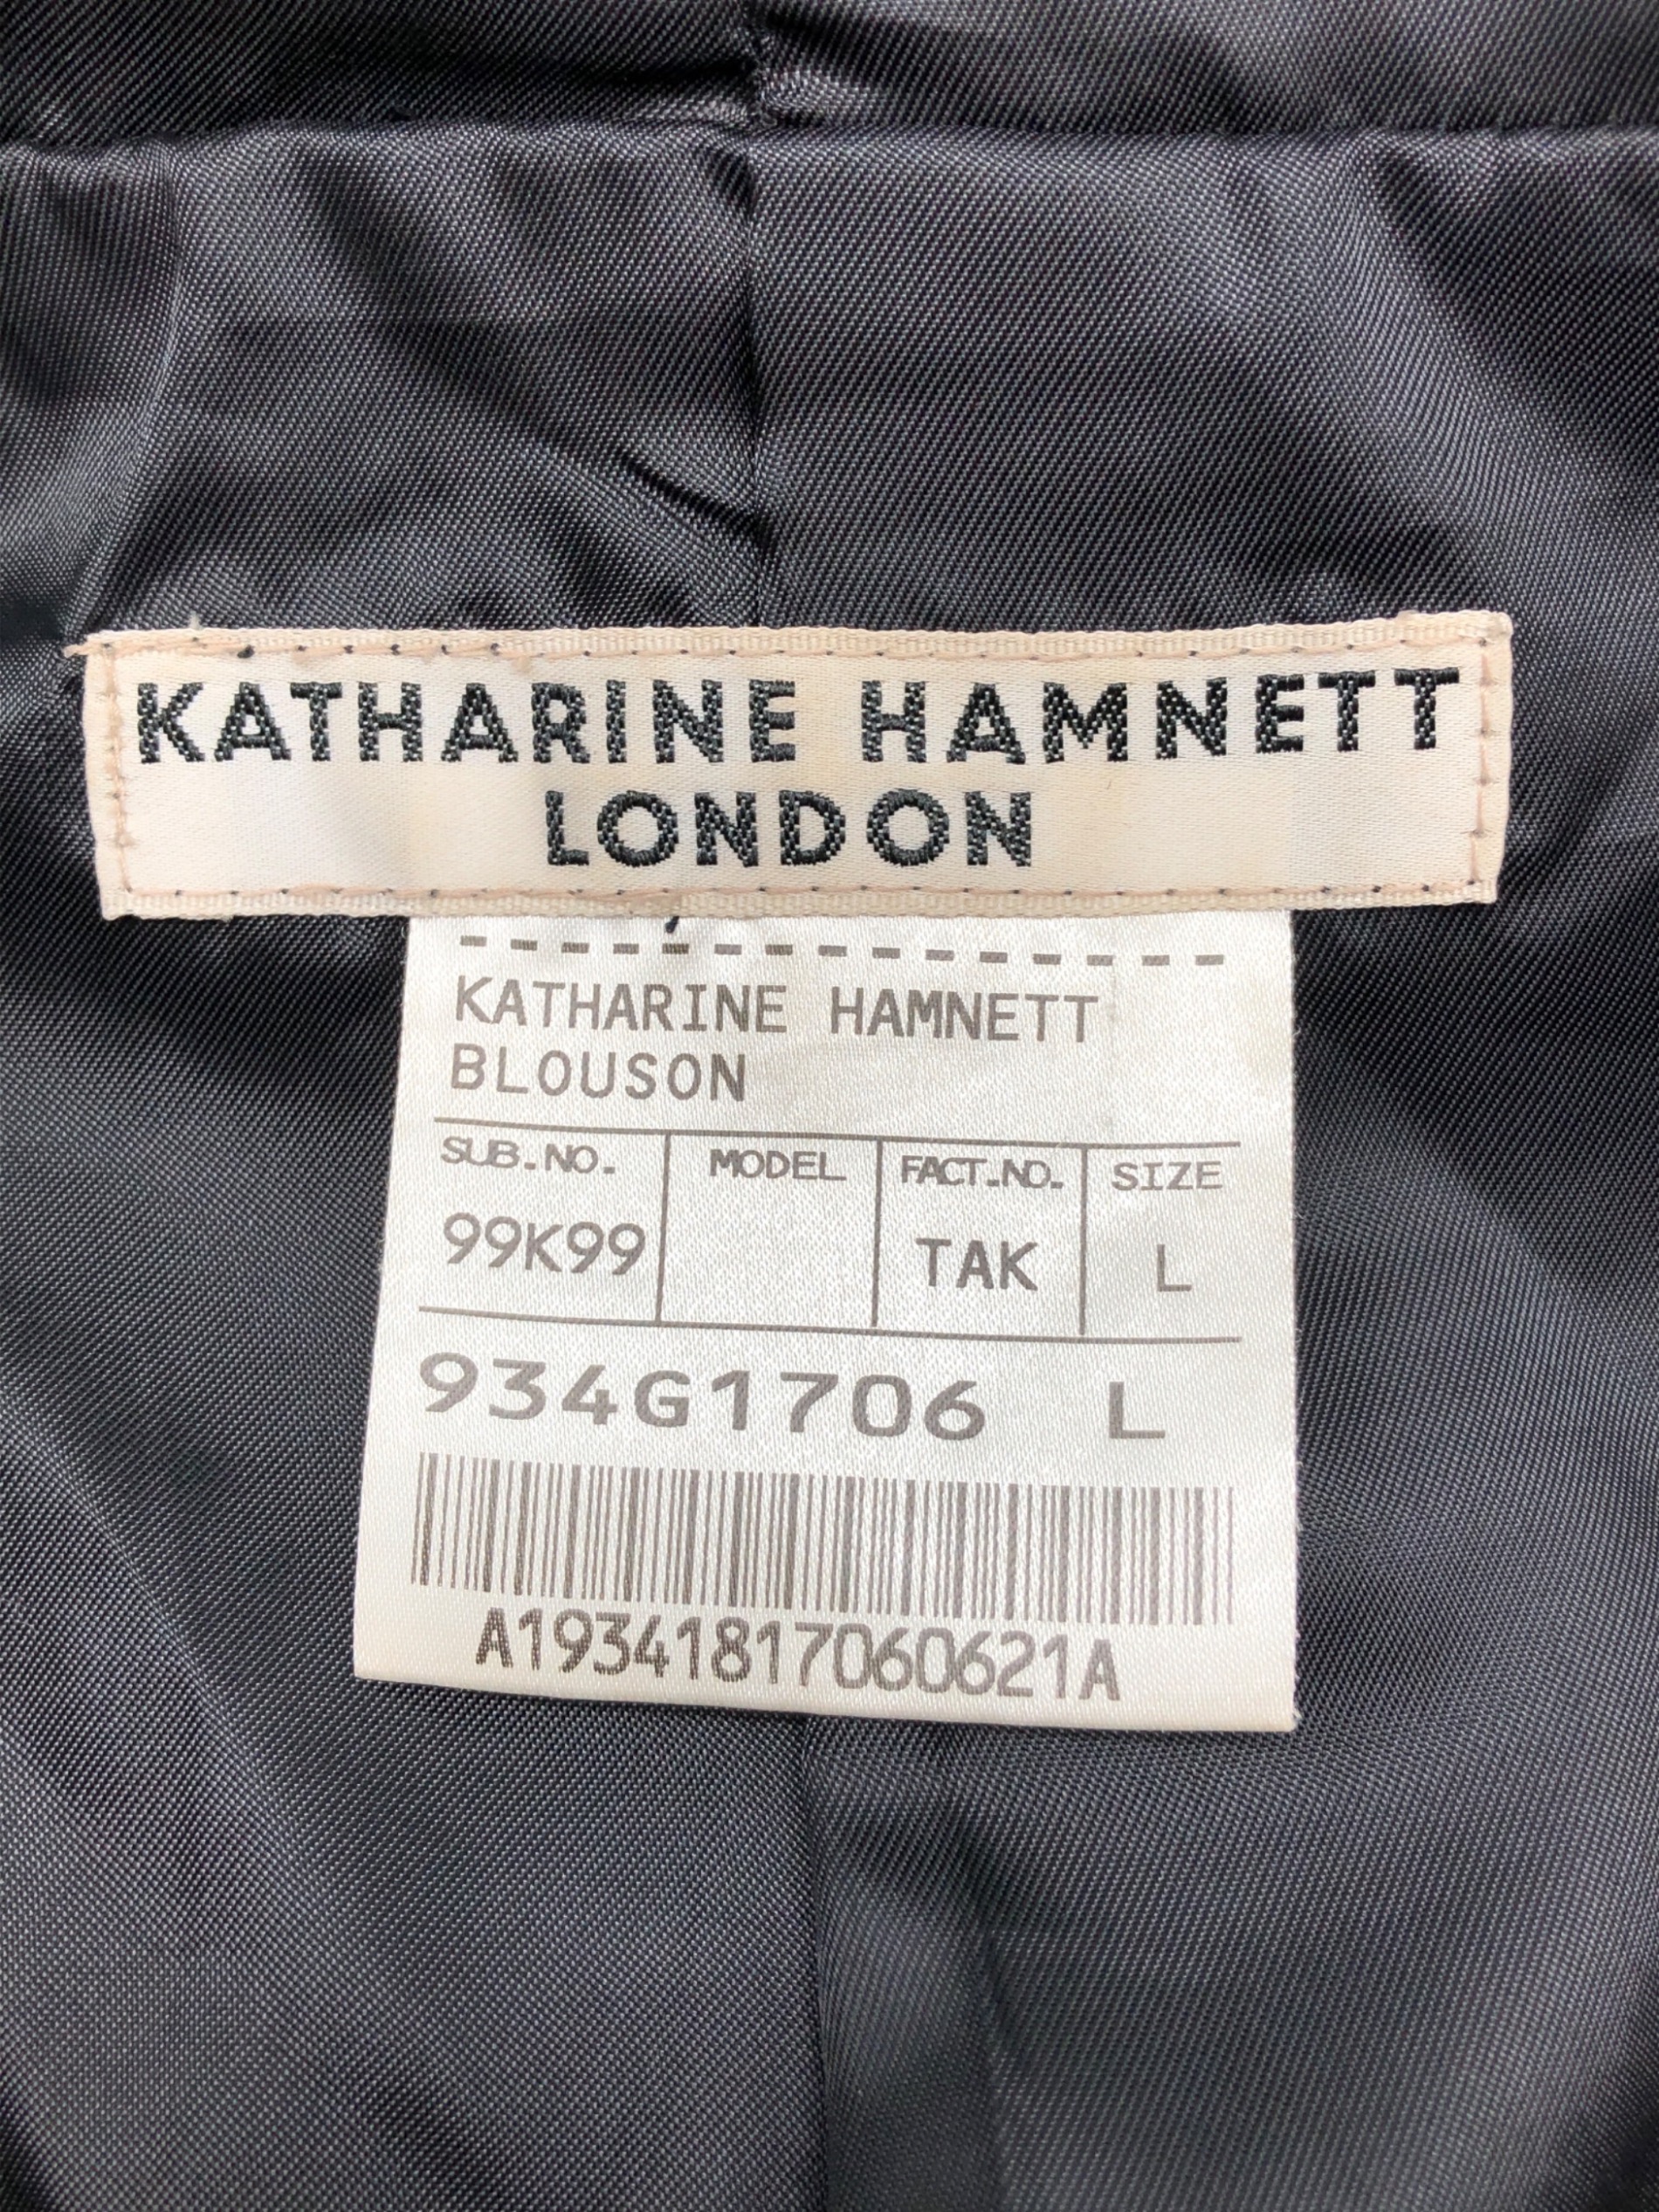 KATHARINE HAMNETT
LONDON
KATHARINE HAMNETT
BLOUSON
SUB.NO. MODEL FACT.NO. SIZE
99K99 TAK L
934G1706 L
A1934181706062​1A